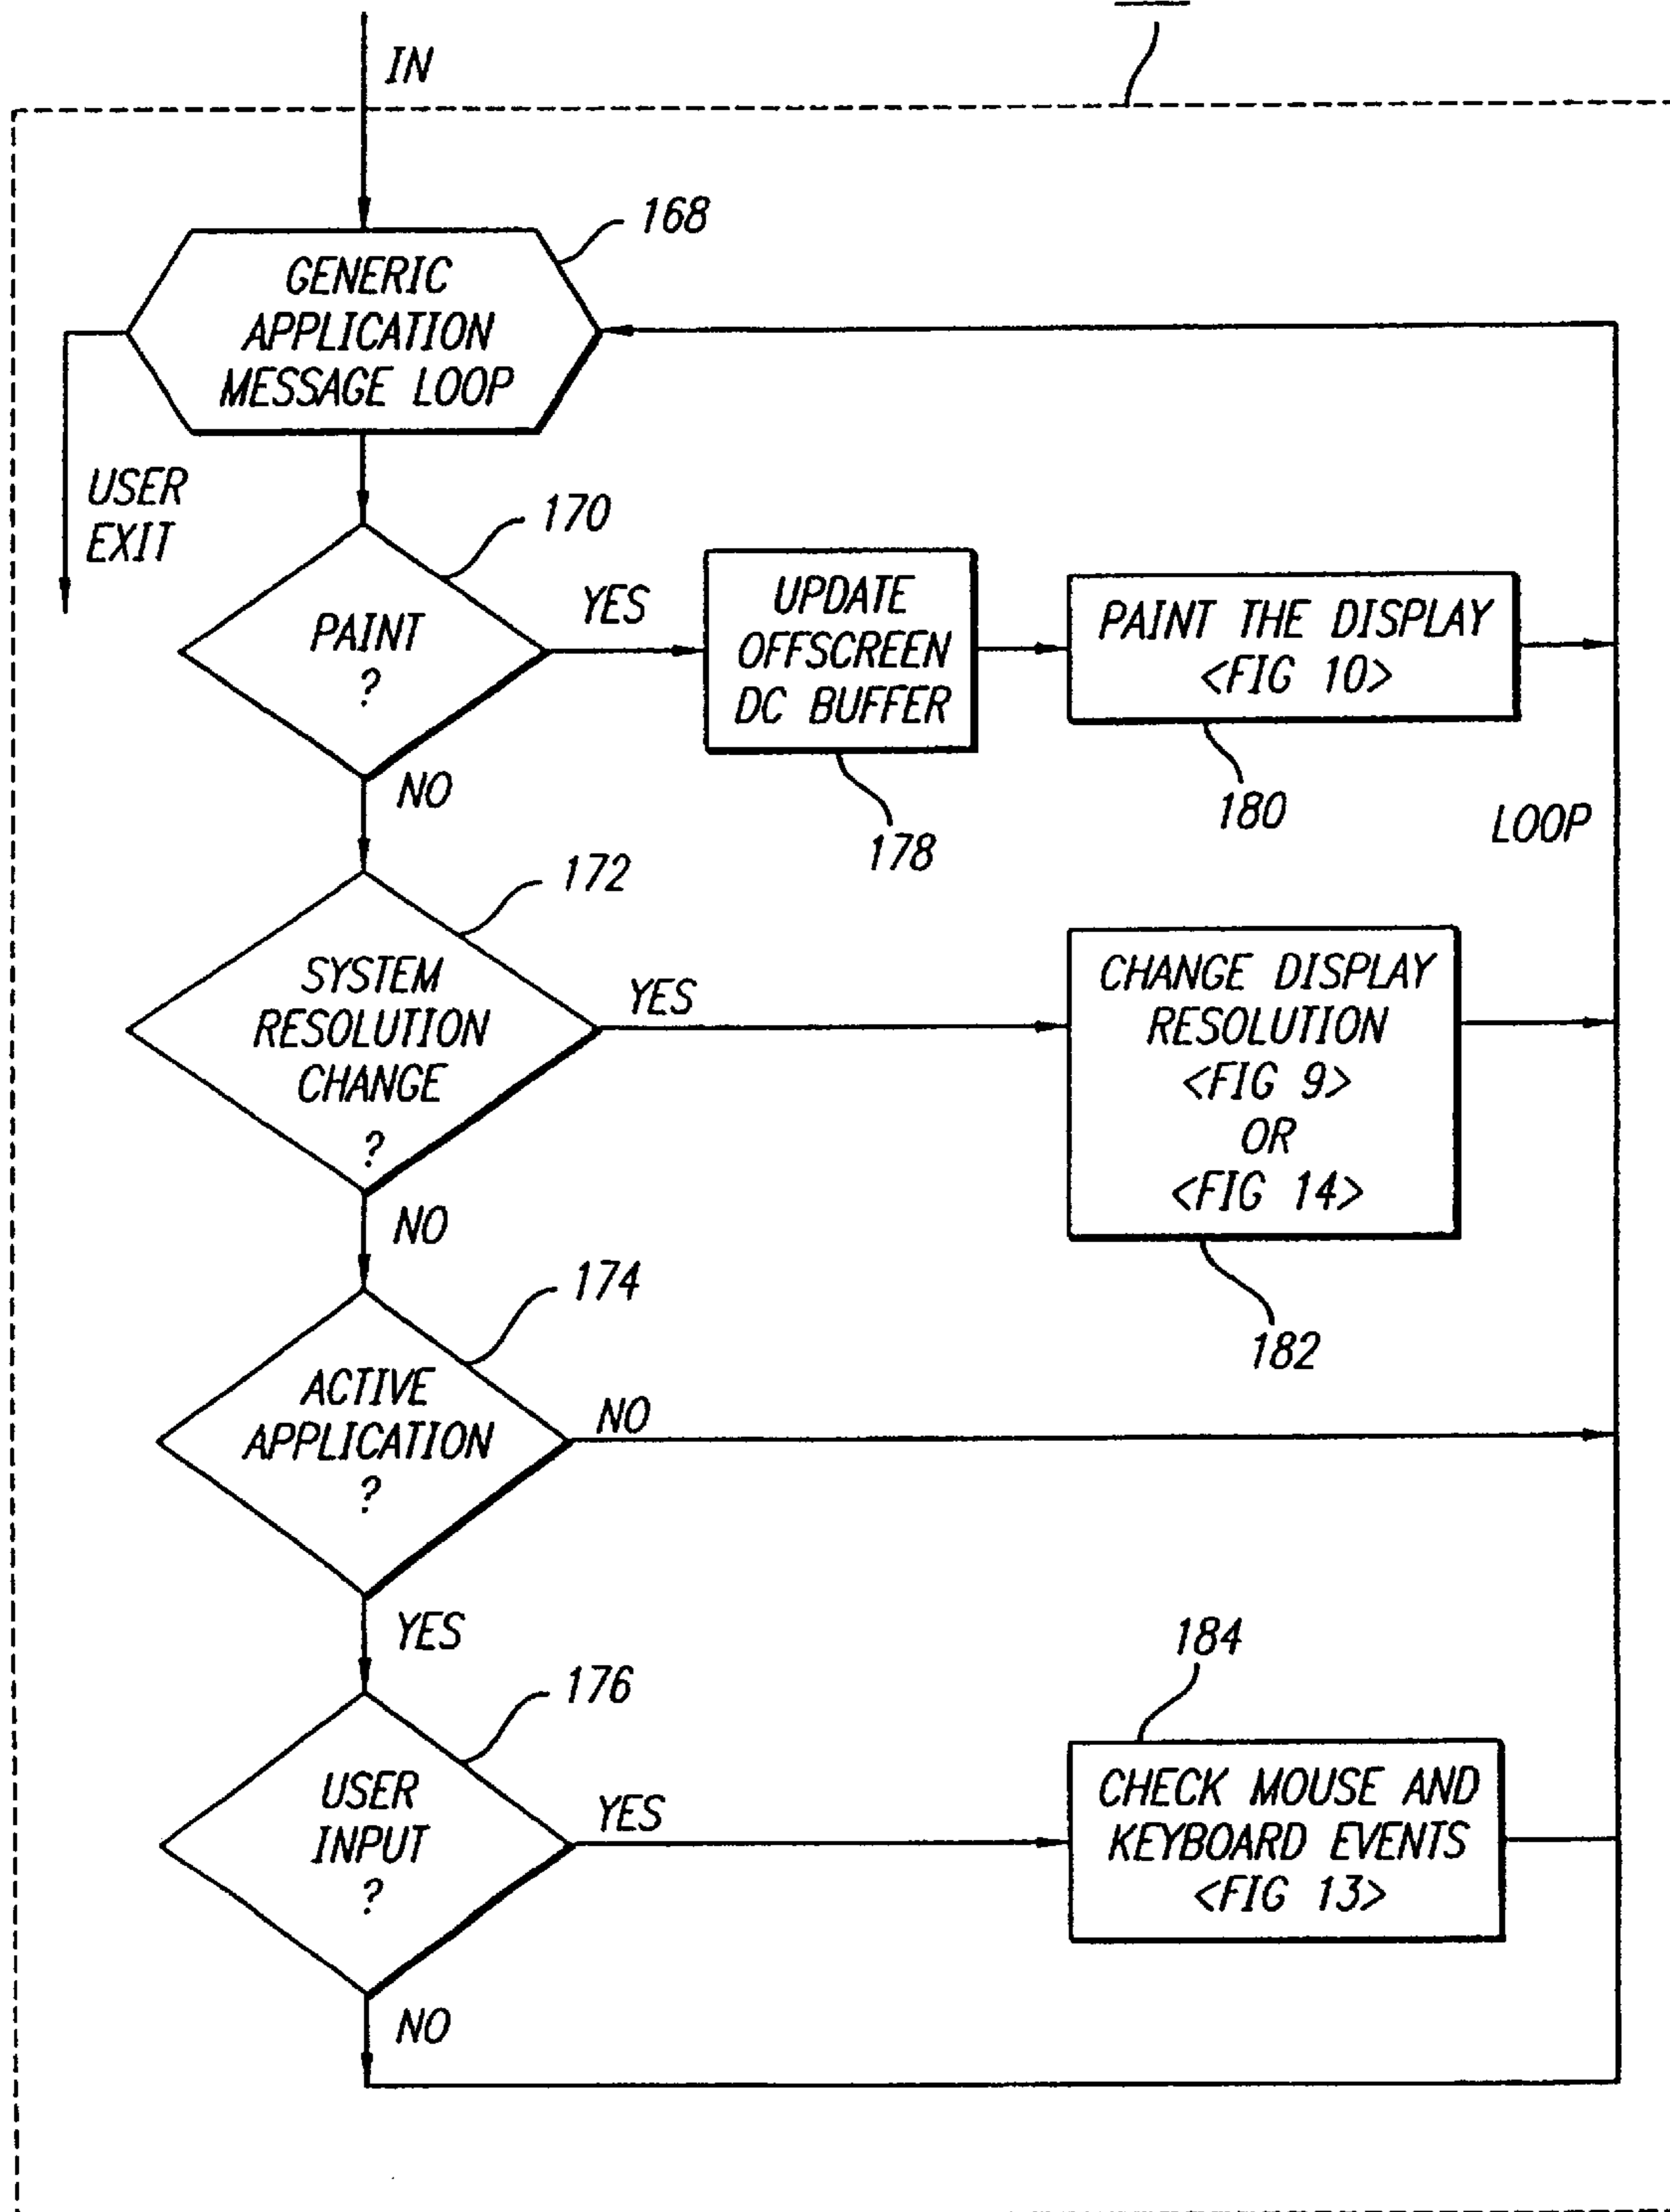 IN
168
GENERIC
APPLICATION
MESSAGE LOOP
USER
EXIT
170
PAINT
?
YES
UPDATE
OFFSCREEN
DC BUFFER
178
PAINT THE DISPLAY
<FIG 10>
180
LOOP
NO
172
SYSTEM
RESOLUTION
CHANGE
?
YES
CHANGE DISPLAY
RESOLUTION
<FIG 9>
OR
<FIG 14>
182
NO
174
ACTIVE
APPLICATION
?
NO
YES
176
USER
INPUT
?
YES
184
CHECK MOUSE AND
KEYBOARD EVENTS
<FIG 13>
NO